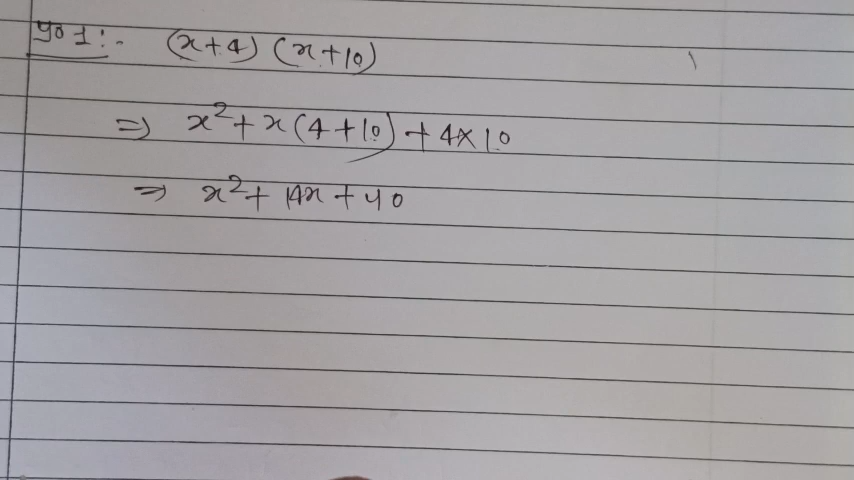 प्र० 1:- (x+4) (x+10)
⇒ x²+x(4+10)+4×10
⇒ x²+14x+40